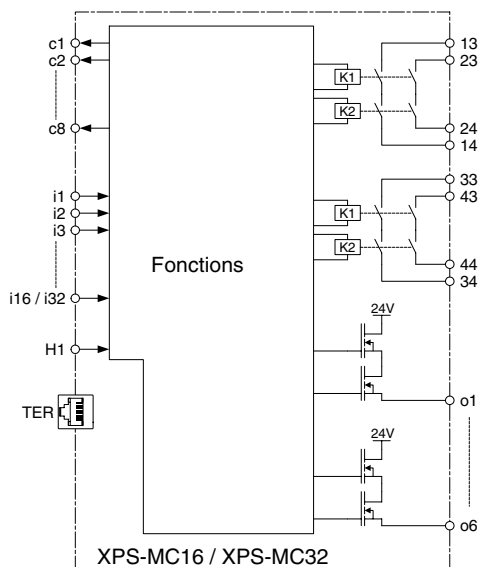 c1
c2
c8
i1
i2
i3
i16 / i32
H1
TER
Fonctions
K1
K2
K1
K2
24V
24V
13
23
24
14
33
43
44
34
o1
o6
XPS-MC16 / XPS-MC32